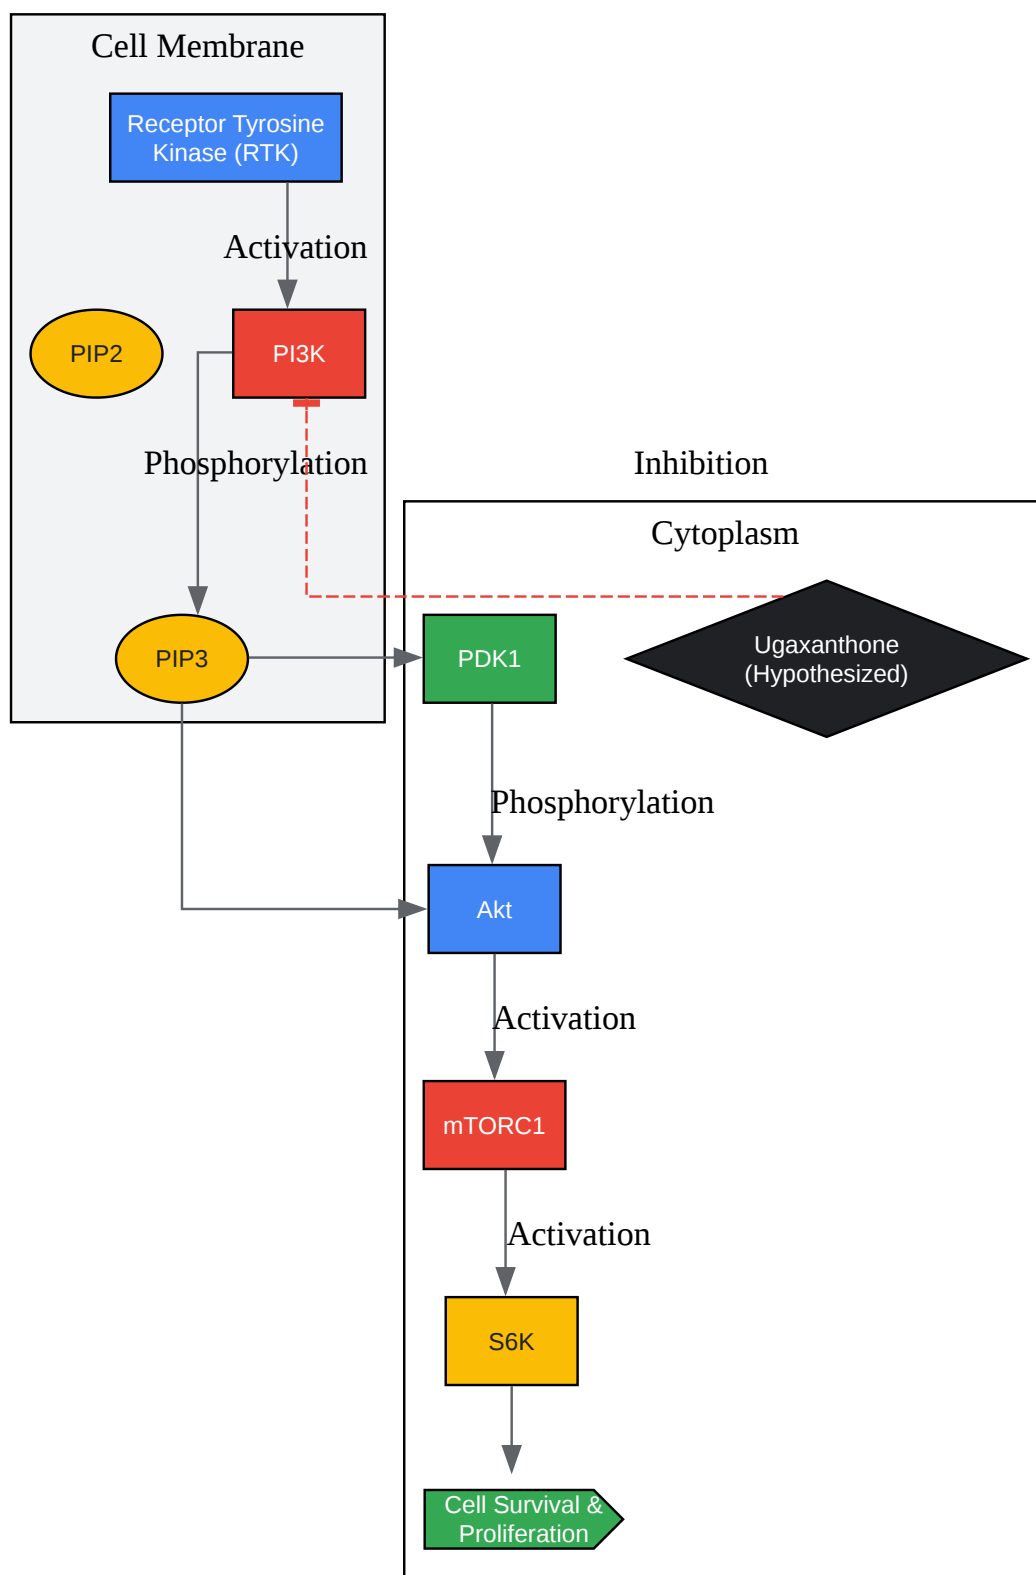 Cell Membrane
Receptor Tyrosine
Kinase (RTK)
Activation
PIP2
PI3K
Phosphorylation
Inhibition
Cytoplasm
PIP3
PDK1
Ugaxanthone
(Hypothesized)
Phosphorylation
Akt
Activation
mTORC1
Activation
S6K
Cell Survival &
Proliferation